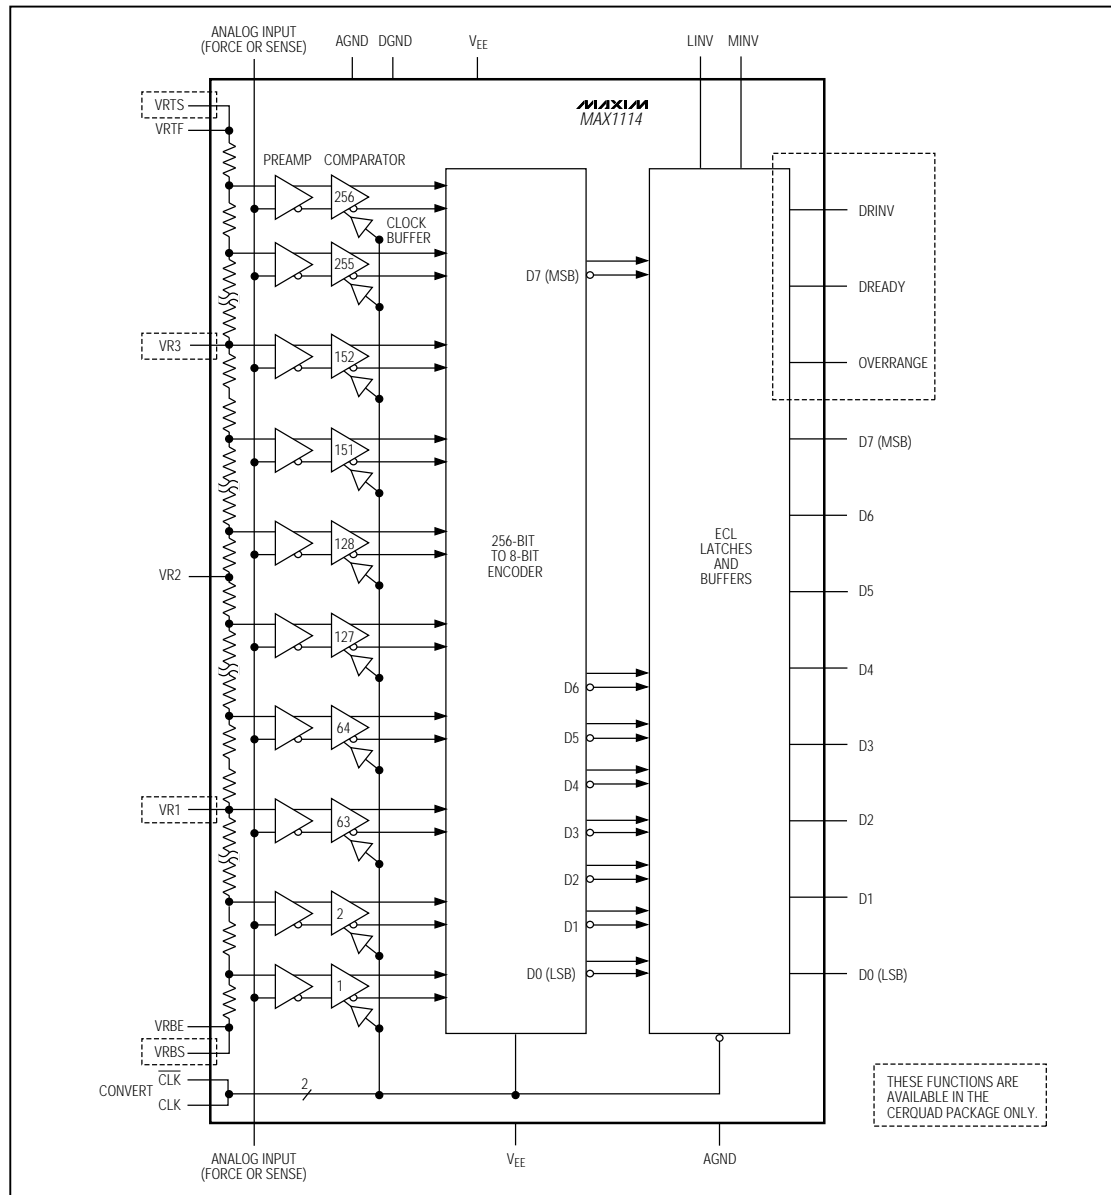 ANALOG INPUT
(FORCE OR SENSE)
AGND
DGND
VEE
LINV
MINV
MAXIM
MAX1114
VRTS
VRTF
PREAMP
COMPARATOR
256
CLOCK
BUFFER
255
VR3
152
151
128
VR2
127
64
VR1
63
2
1
VRBE
VRBS
CONVERT
CLK
CLK
2
256-BIT
TO 8-BIT
ENCODER
D7 (MSB)
D6
D5
D4
D3
D2
D1
D0 (LSB)
ECL
LATCHES
AND
BUFFERS
DRINV
DREADY
OVERRANGE
D7 (MSB)
D6
D5
D4
D3
D2
D1
D0 (LSB)
THESE FUNCTIONS ARE
AVAILABLE IN THE
CERQUAD PACKAGE ONLY.
ANALOG INPUT
(FORCE OR SENSE)
VEE
AGND